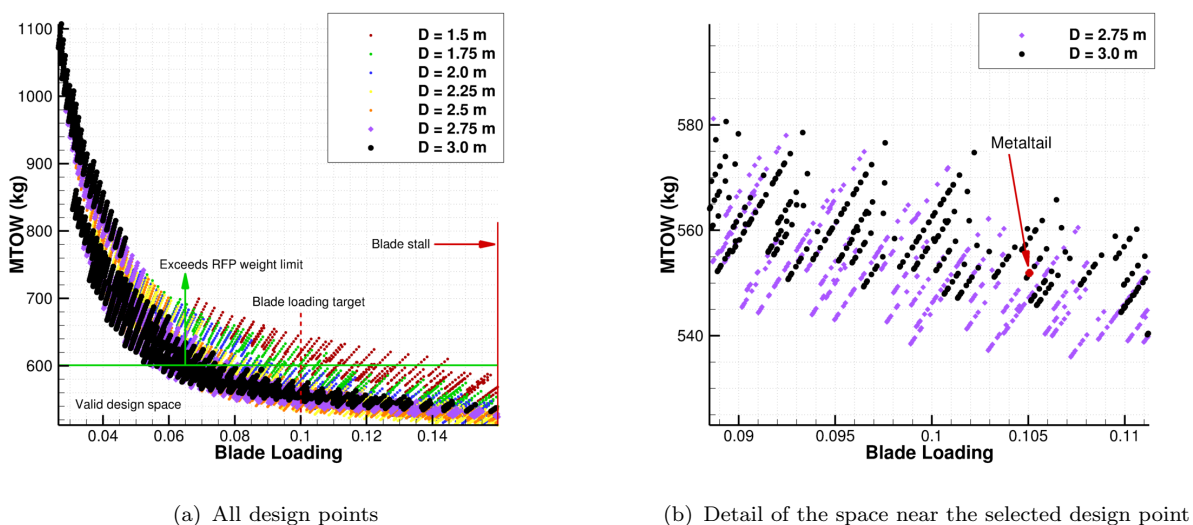 1100
1000
900
800
700
600
MTOW (kg)
D = 1.5 m
D = 1.75 m
D = 2.0 m
D = 2.25 m
D = 2.5 m
D = 2.75 m
D = 3.0 m
Blade stall
Exceeds RFP weight limit
Blade loading target
Valid design space
0.04 0.06 0.08 0.1 0.12 0.14
Blade Loading
(a) All design points
D = 2.75 m
D = 3.0 m
580
560
540
MTOW (kg)
Metaltail
0.09 0.095 0.1 0.105 0.11
Blade Loading
(b) Detail of the space near the selected design point